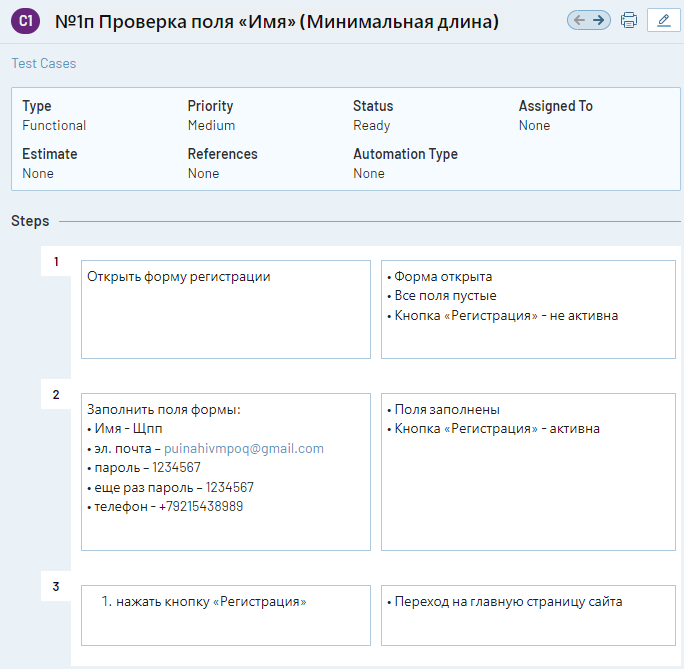 C1 №1п Проверка поля «Имя» (Минимальная длина)
Test Cases
Type Priority Status Assigned To
Functional Medium Ready None
Estimate References Automation Type
None None None
Steps
1
Открыть форму регистрации
• Форма открыта
• Все поля пустые
• Кнопка «Регистрация» - не активна
2
Заполнить поля формы:
• Имя - Щпп
• эл. почта – puinahivmpoq@gmail.com
• пароль – 1234567
• еще раз пароль – 1234567
• телефон - +79215438989
• Поля заполнены
• Кнопка «Регистрация» - активна
3
1. нажать кнопку «Регистрация»
• Переход на главную страницу сайта